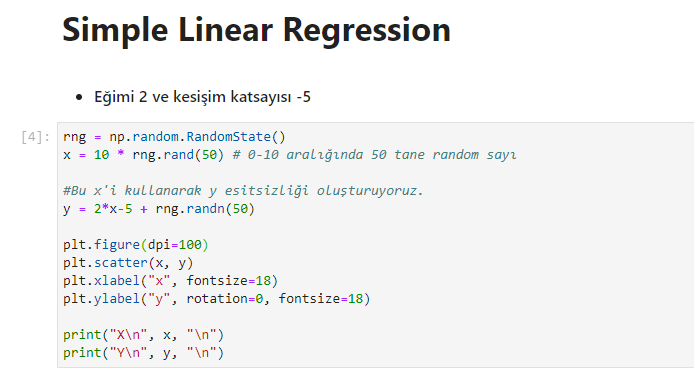 Simple Linear Regression
• Eğimi 2 ve kesişim katsayısı -5
[4]: rng = np.random.RandomState()
x = 10 * rng.rand(50) # 0-10 aralığında 50 tane random sayı
#Bu x'i kullanarak y esitsizliği oluşturuyoruz.
y = 2*x-5 + rng.randn(50)
plt.figure(dpi=100)
plt.scatter(x, y)
plt.xlabel("x", fontsize=18)
plt.ylabel("y", rotation=0, fontsize=18)
print("X\n", x, "\n")
print("Y\n", y, "\n")